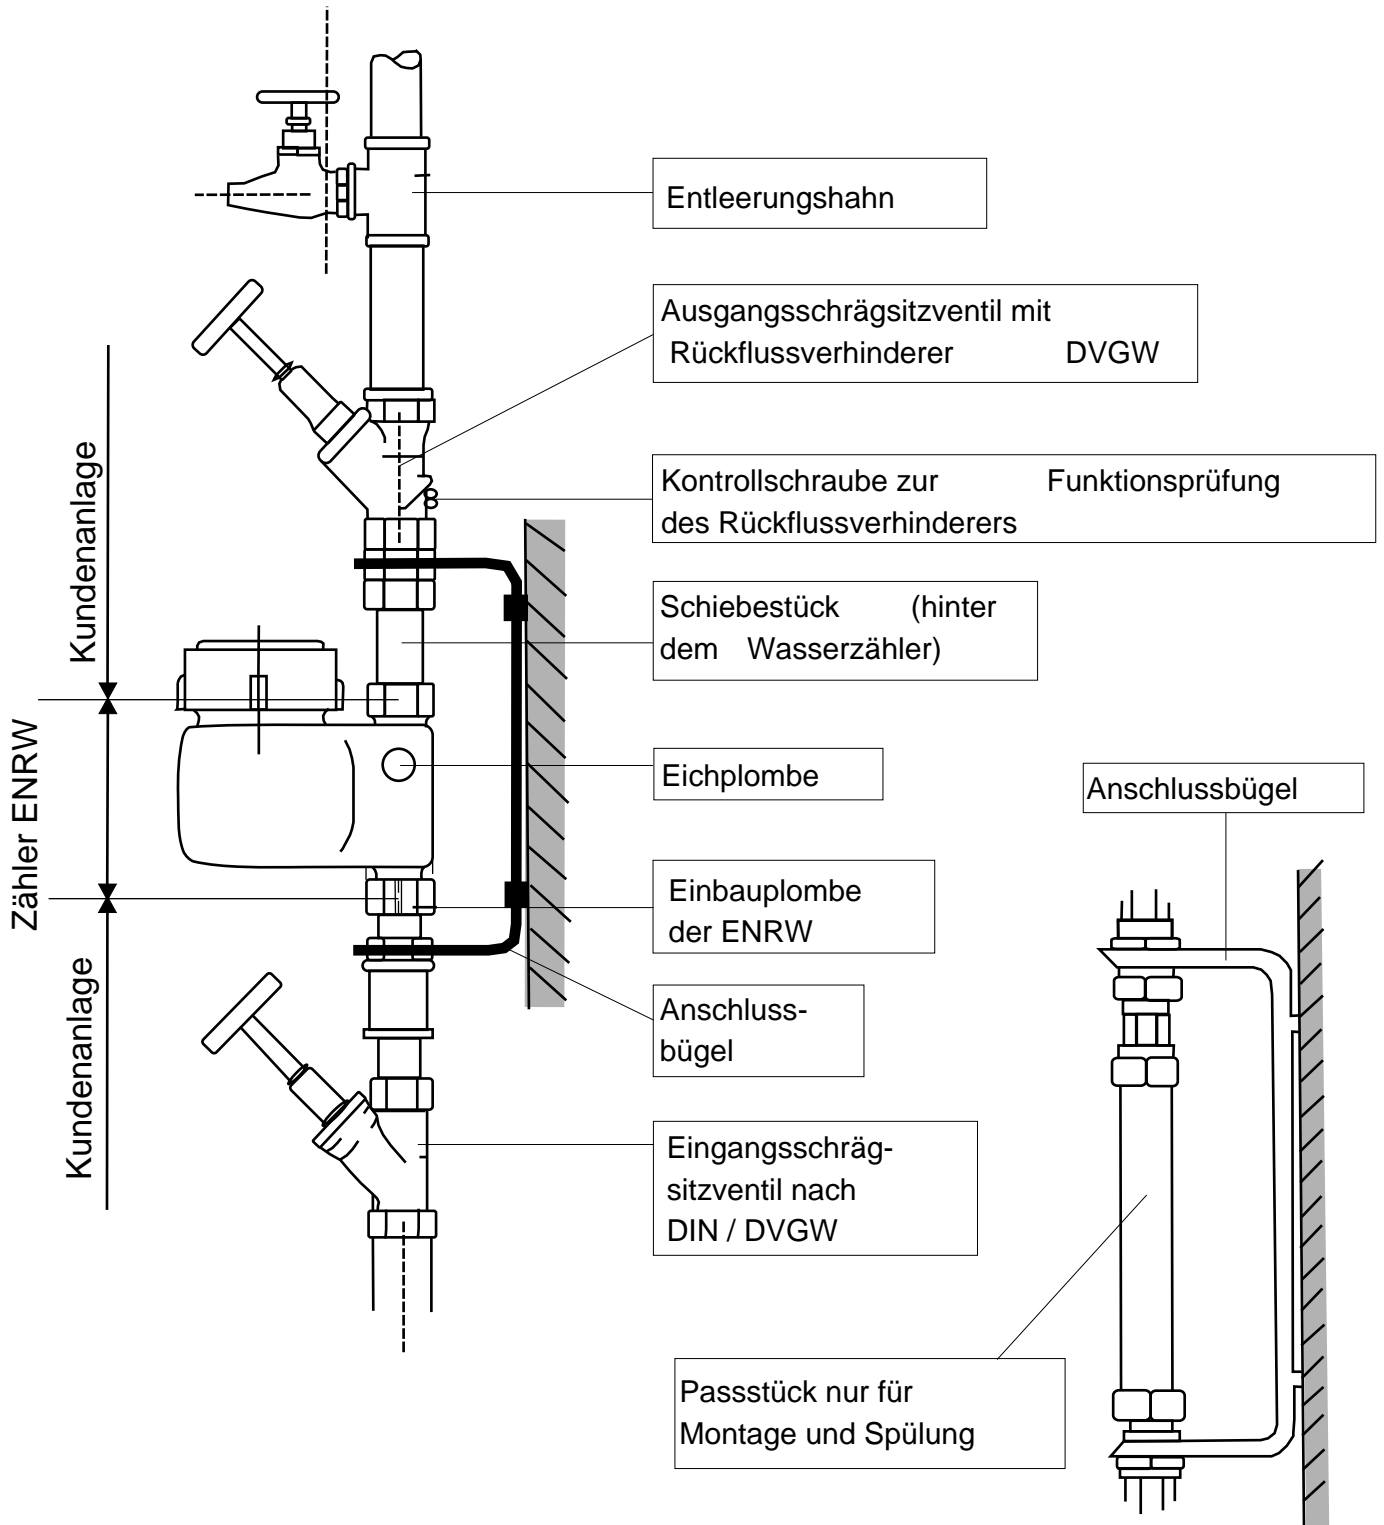 Entleerungshahn
Ausgangsschrägsitzventil mit
Rückflussverhinderer DVGW
Kontrollschraube zur Funktionsprüfung
des Rückflussverhinderers
Schiebestück (hinter
dem Wasserzähler)
Eichplombe
Einbauplombe
der ENRW
Anschluss-
bügel
Eingangsschräg-
sitzventil nach
DIN / DVGW
Passstück nur für
Montage und Spülung
Anschlussbügel
Kundenanlage
Zähler ENRW
Kundenanlage